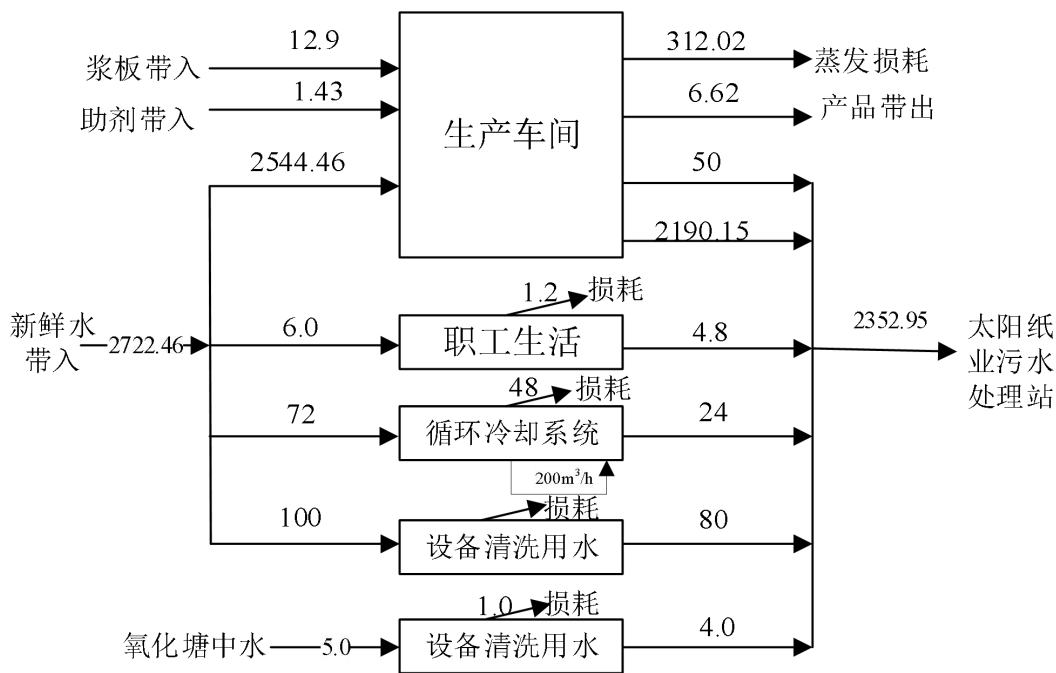 12.9
312.02
浆板带入
蒸发损耗
1.43
6.62
助剂带入
产品带出
生产车间
2544.46
50
2190.15
1.2
损耗
新鲜水
带入
2722.46
6.0
职工生活
4.8
2352.95
太阳纸
业污水
处理站
48
损耗
72
循环冷却系统
24
200m³/h
损耗
100
设备清洗用水
80
1.0
损耗
氧化塘中水
5.0
设备清洗用水
4.0